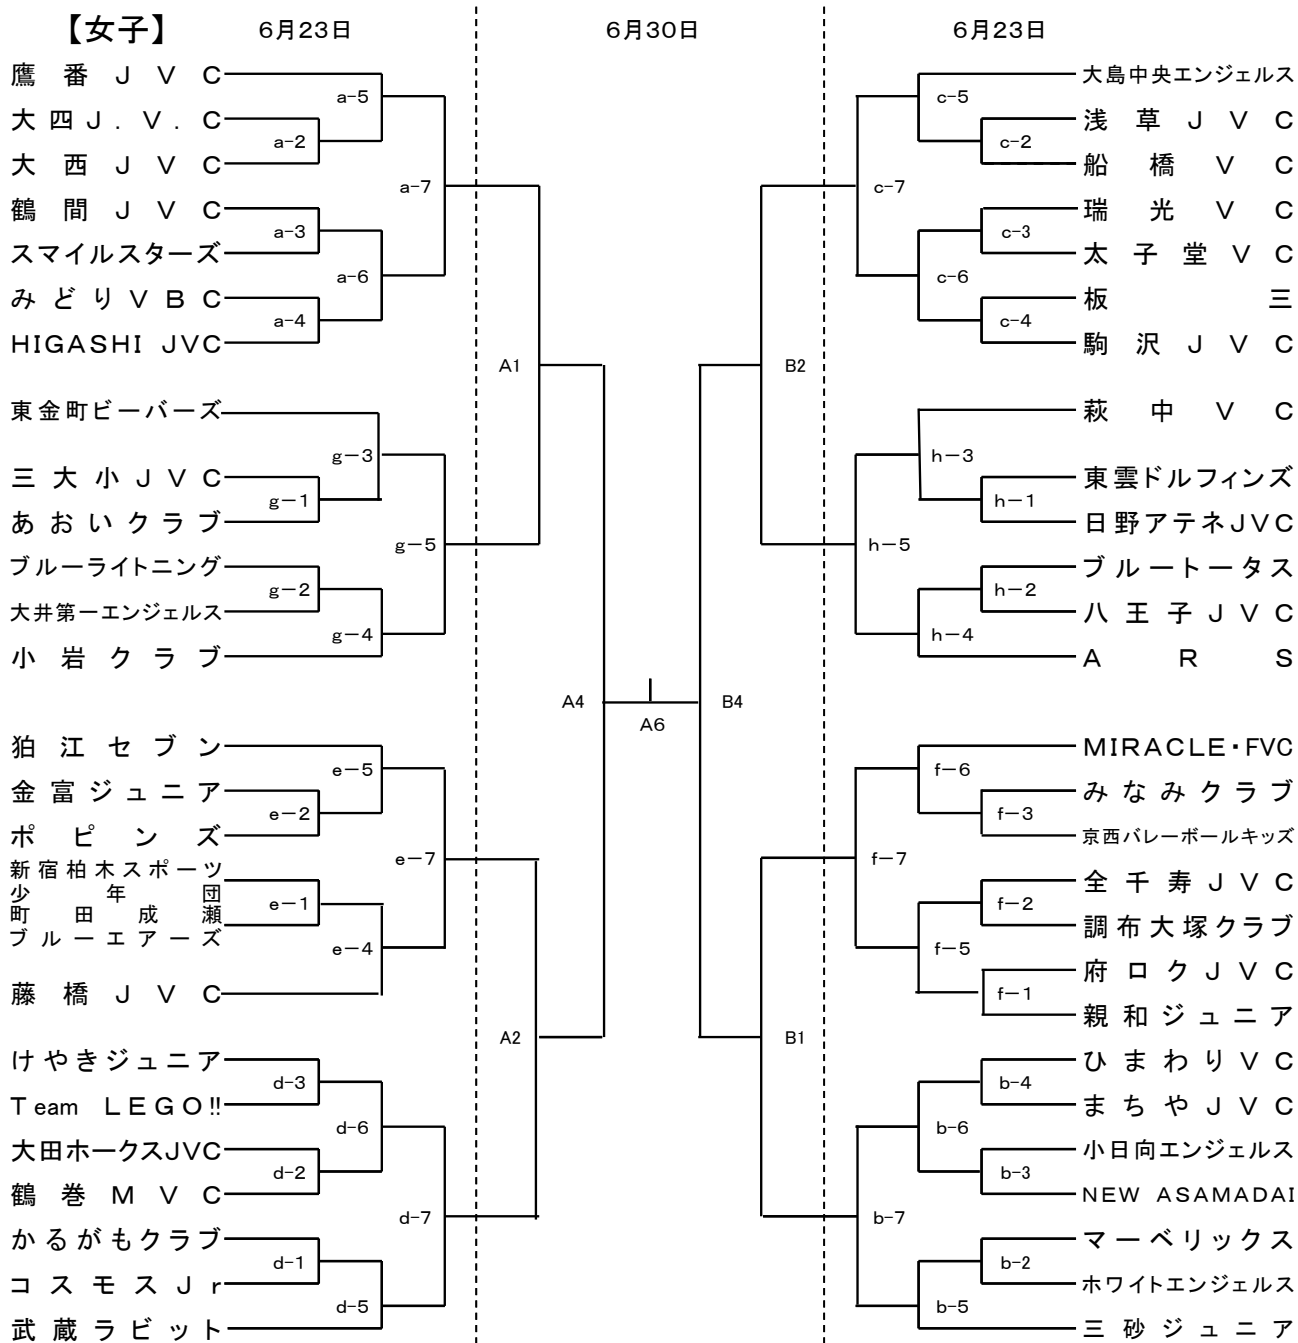 【女子】 6月23日 6月30日 6月23日
鷹番JVC
大四J.V.C
大西JVC
鶴間JVC
スマイルスターズ
みどりVBC
HIGASHI JVC
東金町ビーバーズ
三大小JVC
あおいクラブ
ブルーライトニング
大井第一エンジェルス
小岩クラブ
狛江セブン
金富ジュニア
ポピンズ
新宿柏木スポーツ
少年団
町田成瀬
ブルーエアーズ
藤橋JVC
けやきジュニア
Team LEGO!!
大田ホークスJVC
鶴巻MVC
かるがもクラブ
コスモスJr
武蔵ラビット
a-5
a-2
a-7
a-3
a-6
a-4
g-3
g-1
g-5
g-2
g-4
e-5
e-2
e-7
e-1
e-4
d-3
d-6
d-2
d-7
d-1
d-5
A1
A4
A2
A6
B2
B4
B1
c-5
c-2
c-7
c-3
c-6
c-4
h-3
h-1
h-5
h-2
h-4
f-6
f-3
f-7
f-2
f-5
f-1
b-4
b-6
b-3
b-7
b-2
b-5
大島中央エンジェルス
浅草JVC
船橋VC
瑞光VC
太子堂VC
板三
駒沢JVC
萩中VC
東雲ドルフィンズ
日野アテネJVC
ブルートータス
八王子JVC
ARS
MIRACLE・FVC
みなみクラブ
京西バレーボールキッズ
全千寿JVC
調布大塚クラブ
府ロクJVC
親和ジュニア
ひまわりVC
まちやJVC
小日向エンジェルス
NEW ASAMADAI
マーベリックス
ホワイトエンジェルス
三砂ジュニア